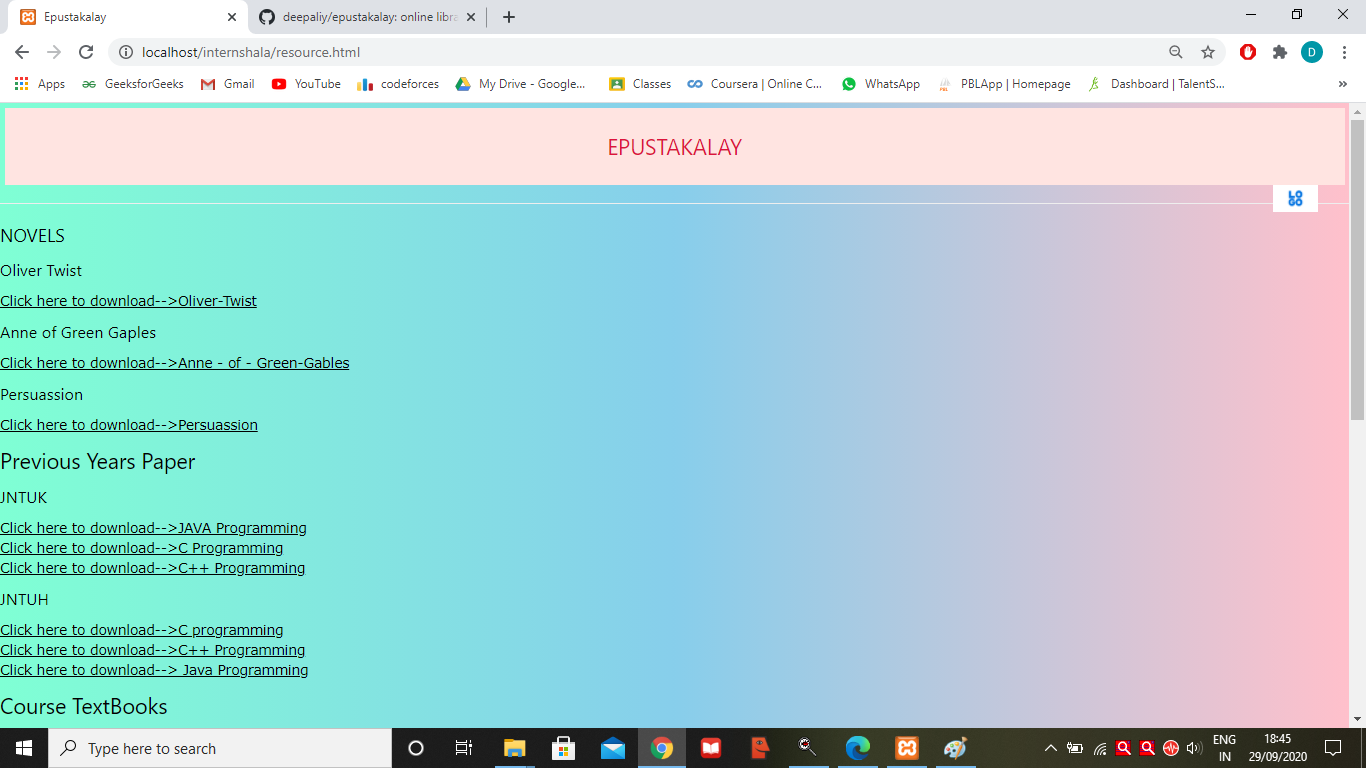 Epustakalay
deepaliy/epustakalay: online libra
localhost/internshala/resource.html
D
Apps GeeksforGeeks Gmail YouTube codeforces My Drive - Google... Classes Coursera | Online C... WhatsApp PBLApp | Homepage Dashboard | TalentS... »
EPUSTAKALAY
LO
GO
NOVELS
Oliver Twist
Click here to download-->Oliver-Twist
Anne of Green Gaples
Click here to download-->Anne - of - Green-Gables
Persuassion
Click here to download-->Persuassion
Previous Years Paper
JNTUK
Click here to download-->JAVA Programming
Click here to download-->C Programming
Click here to download-->C++ Programming
JNTUH
Click here to download-->C programming
Click here to download-->C++ Programming
Click here to download--> Java Programming
Course TextBooks
Type here to search
ENG
IN
18:45
29/09/2020